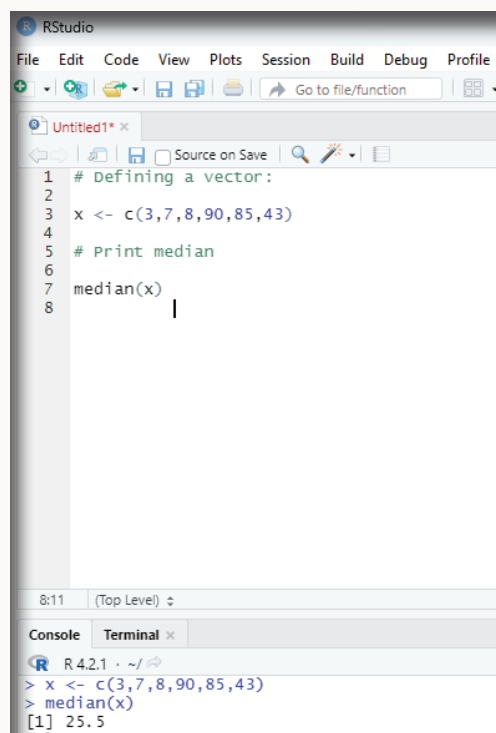 RStudio
File Edit Code View Plots Session Build Debug Profile
Go to file/function
Untitled1*
Source on Save
1 # Defining a vector:
2
3 x <- c(3,7,8,90,85,43)
4
5 # Print median
6
7 median(x)
8
8:11 (Top Level)
Console Terminal
R 4.2.1 · ~/
> x <- c(3,7,8,90,85,43)
> median(x)
[1] 25.5